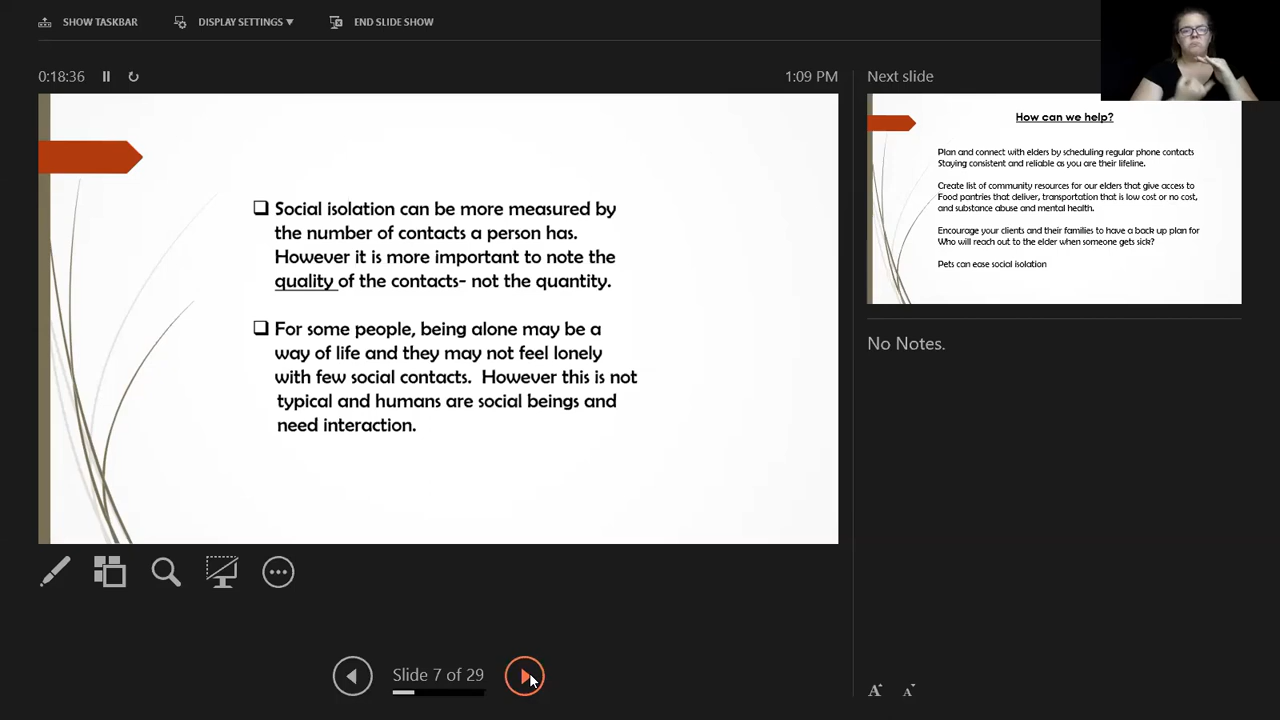 SHOW TASKBAR
DISPLAY SETTINGS ▼
END SLIDE SHOW
0:18:36
1:09 PM
❑ Social isolation can be more measured by
the number of contacts a person has.
However it is more important to note the
quality of the contacts- not the quantity.
❑ For some people, being alone may be a
way of life and they may not feel lonely
with few social contacts.  However this is not
typical and humans are social beings and
need interaction.
Slide 7 of 29
Next slide
How can we help?
Plan and connect with elders by scheduling regular phone contacts
Staying consistent and reliable as you are their lifeline.
Create list of community resources for our elders that give access to
Food pantries that deliver, transportation that is low cost or no cost,
and substance abuse and mental health.
Encourage your clients and their families to have a back up plan for
Who will reach out to the elder when someone gets sick?
Pets can ease social isolation
No Notes.
A A